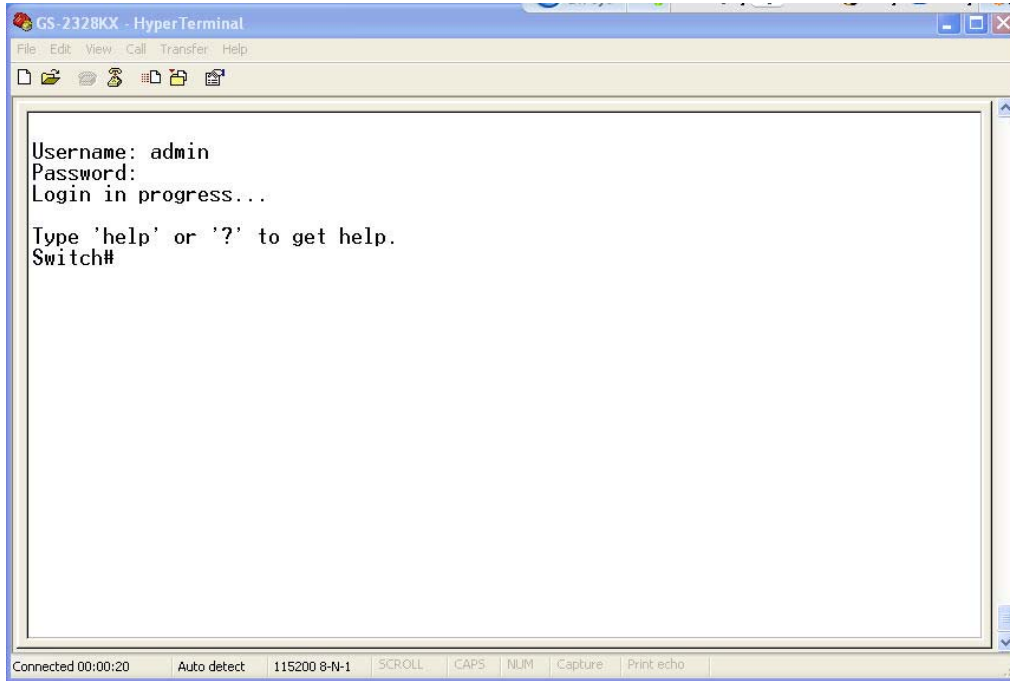 GS-2328KX - HyperTerminal
File Edit View Call Transfer Help
Username: admin
Password:
Login in progress...
Type 'help' or '?' to get help.
Switch#
Connected 00:00:20 Auto detect 115200 8-N-1 SCROLL CAPS NUM Capture Print echo